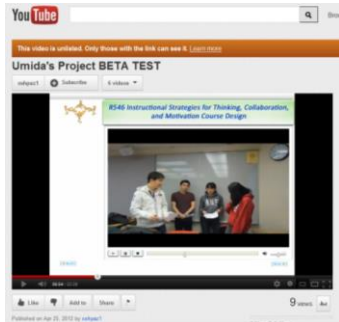 YouTube
This video is unlisted. Only those with the link can see it. Learn more
Umida's Project BETA TEST
Subscribe
6 videos
R546 Instructional Strategies for Thinking, Collaboration,
and Motivation Course Design
Like
Add to
Share
9 views
Published on Apr 25, 2012 by